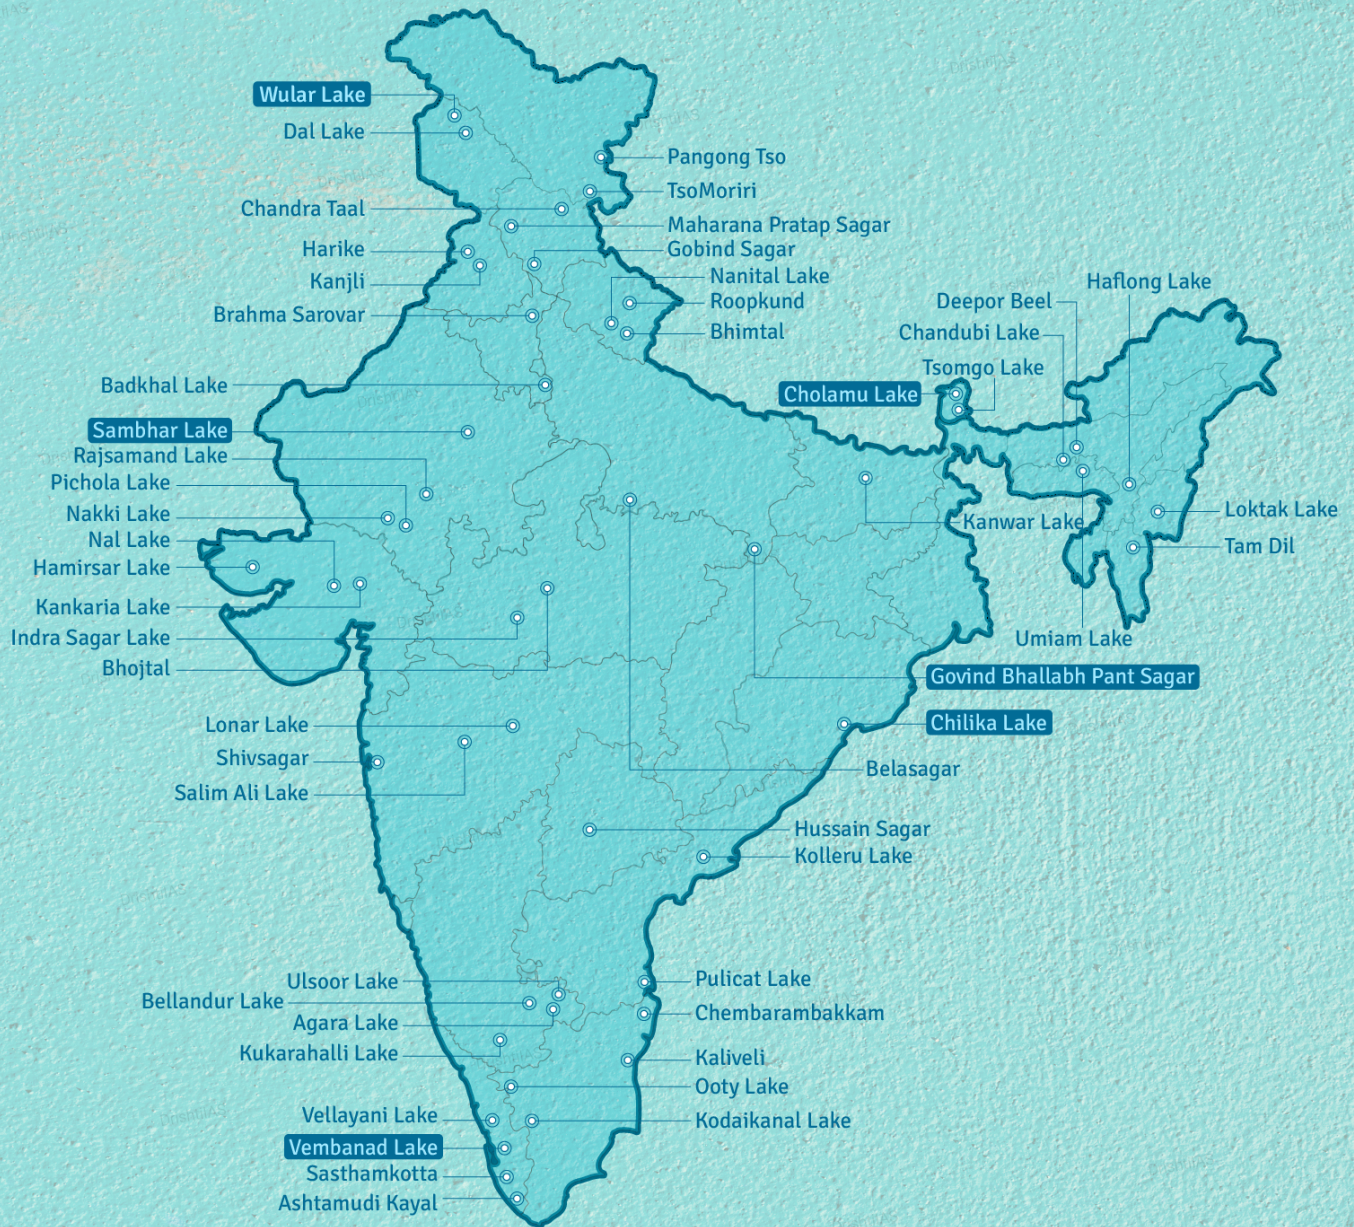 Wular Lake
Dal Lake
Pangong Tso
TsoMoriri
Chandra Taal
Maharana Pratap Sagar
Harike
Gobind Sagar
Kanjli
Nanital Lake
Haflong Lake
Roopkund
Deepor Beel
Brahma Sarovar
Bhimtal
Chandubi Lake
Tsomgo Lake
Badkhal Lake
Cholamu Lake
Sambhar Lake
Rajsamand Lake
Pichola Lake
Nakki Lake
Kanwar Lake
Loktak Lake
Nal Lake
Tam Dil
Hamirsar Lake
Kankaria Lake
Indra Sagar Lake
Umiam Lake
Bhojtal
Govind Bhallabh Pant Sagar
Lonar Lake
Chilika Lake
Shivsagar
Belasagar
Salim Ali Lake
Hussain Sagar
Kolleru Lake
Ulsoor Lake
Pulicat Lake
Bellandur Lake
Chembarambakkam
Agara Lake
Kukarahalli Lake
Kaliveli
Ooty Lake
Vellayani Lake
Kodaikanal Lake
Vembanad Lake
Sasthamkotta
Ashtamudi Kayal